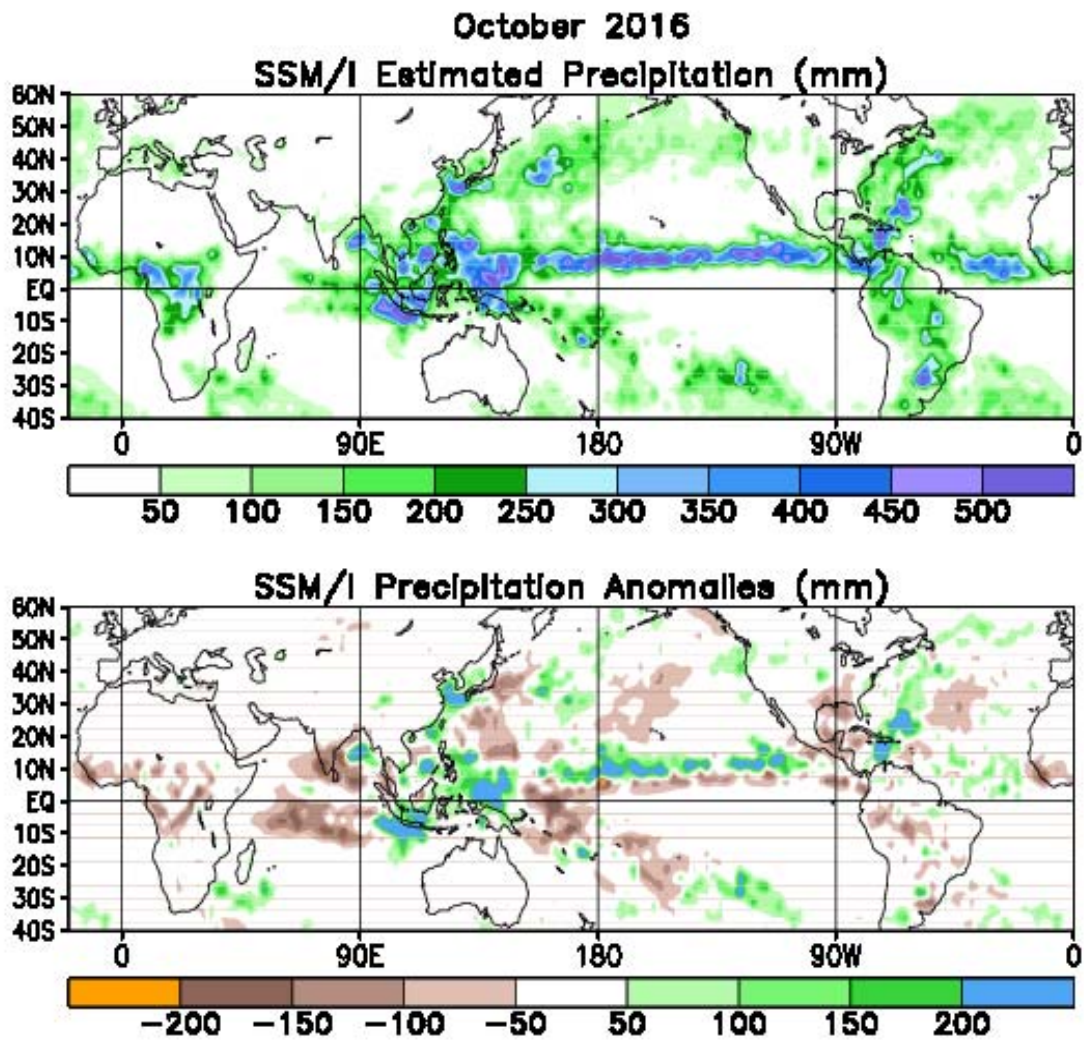 October 2016
SSM/I Estimated Precipitation (mm)
60N
50N
40N
30N
20N
10N
EQ
10S
20S
30S
40S
0 90E 180 90W 0
50 100 150 200 250 300 350 400 450 500
SSM/I Precipitation Anomalies (mm)
60N
50N
40N
30N
20N
10N
EQ
10S
20S
30S
40S
0 90E 180 90W 0
−200 −150 −100 −50 50 100 150 200